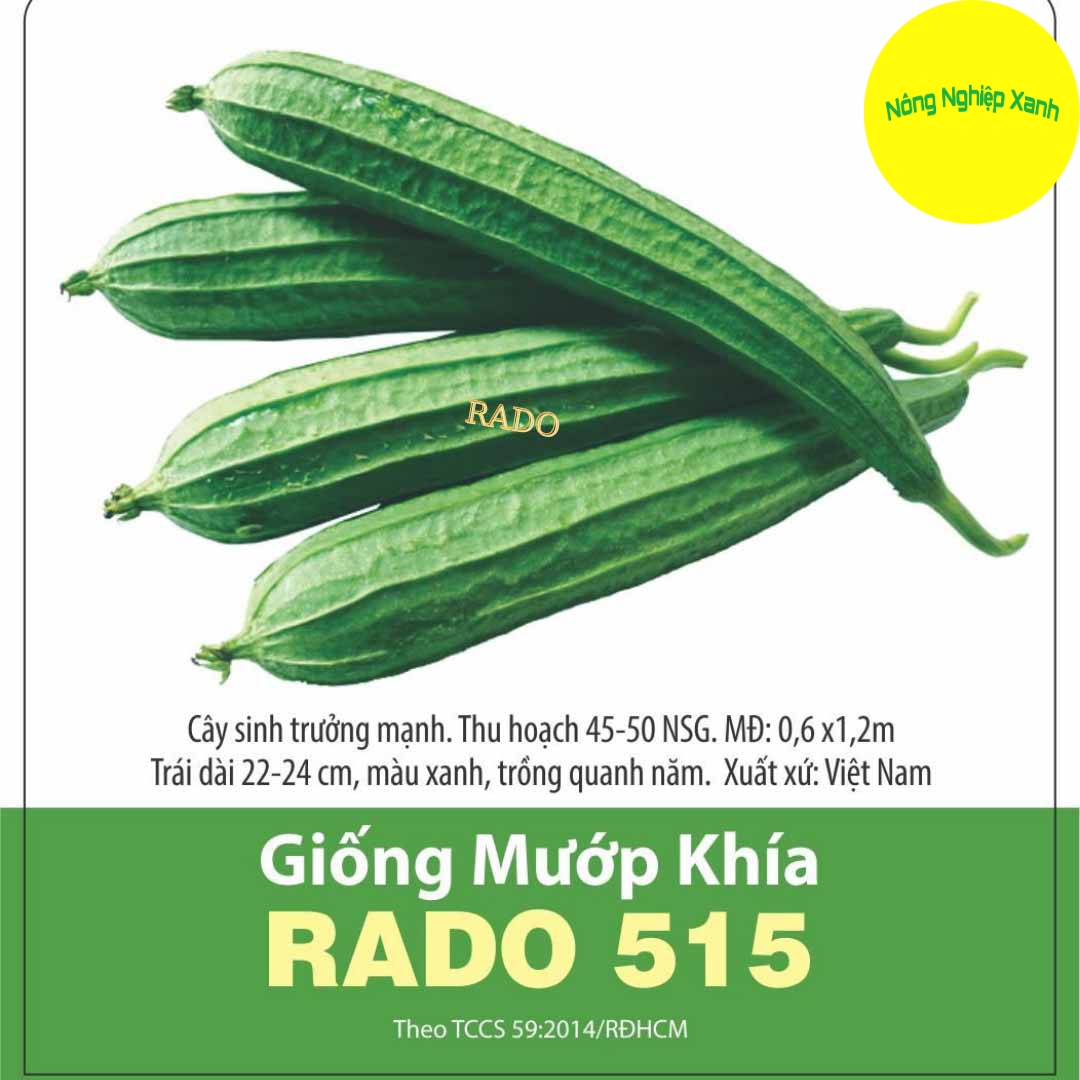 Nông Nghiệp Xanh
RADO
Cây sinh trưởng mạnh. Thu hoạch 45-50 NSG. MĐ: 0,6 x1,2m
Trái dài 22-24 cm, màu xanh, trồng quanh năm. Xuất xứ: Việt Nam
Giống Mướp Khía
RADO 515
Theo TCCS 59:2014/RĐHCM